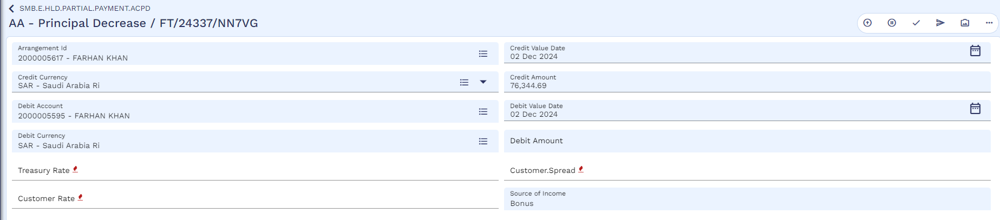 SMB.E.HLD.PARTIAL.PAYMENT.ACPD
AA - Principal Decrease / FT/24337/NN7VG
Arrangement Id
2000005617 - FARHAN KHAN
Credit Value Date
02 Dec 2024
Credit Currency
SAR - Saudi Arabia Ri
Credit Amount
76,344.69
Debit Account
2000005595 - FARHAN KHAN
Debit Value Date
02 Dec 2024
Debit Currency
SAR - Saudi Arabia Ri
Debit Amount
Treasury Rate
Customer.Spread
Customer Rate
Source of Income
Bonus